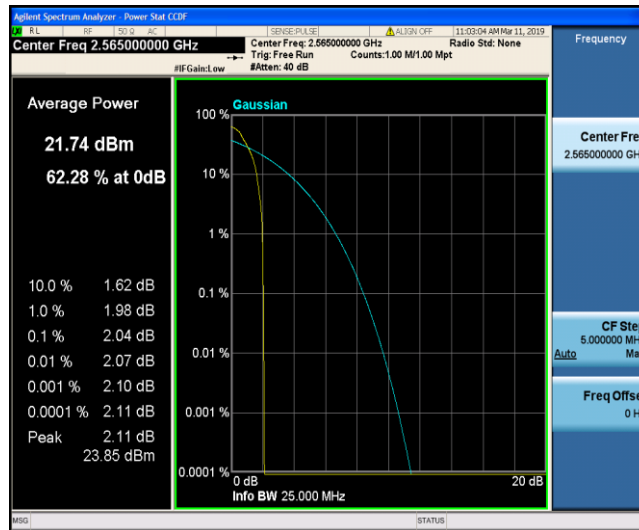 Agilent Spectrum Analyzer - Power Stat CCDF
RL RF 50 Ω AC SENSE:PULSE ALIGN OFF 11:03:04 AM Mar 11, 2019
Center Freq 2.565000000 GHz
Center Freq: 2.565000000 GHz Radio Std: None
Trig: Free Run Counts:1.00 M/1.00 Mpt
#IFGain:Low #Atten: 40 dB
Frequency
Average Power
21.74 dBm
62.28 % at 0dB
10.0 % 1.62 dB
1.0 % 1.98 dB
0.1 % 2.04 dB
0.01 % 2.07 dB
0.001 % 2.10 dB
0.0001 % 2.11 dB
Peak 2.11 dB
23.85 dBm
Gaussian
100 %
10 %
1 %
0.1 %
0.01 %
0.001 %
0.0001 %
0 dB 20 dB
Info BW 25.000 MHz
Center Fre
2.565000000 GH
CF Ste
5.000000 MH
Auto Ma
Freq Offse
0 H
MSG STATUS